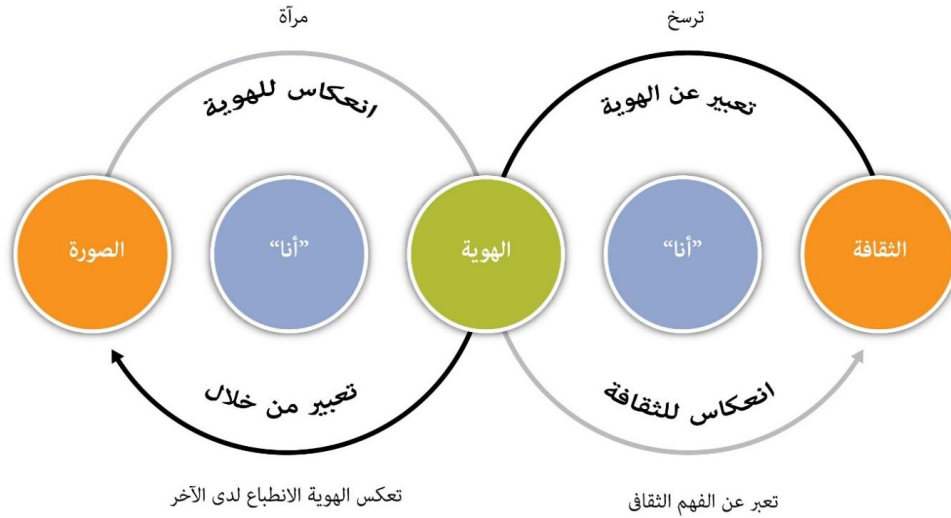 ترسخ
مرآة
تعبير عن الهوية
انعكاس للهوية
الثقافة
”أنا“
الهوية
”أنا“
الصورة
انعكاس للثقافة
تعبير من خلال
تعبر عن الفهم الثقافى
تعكس الهوية الانطباع لدى الآخر